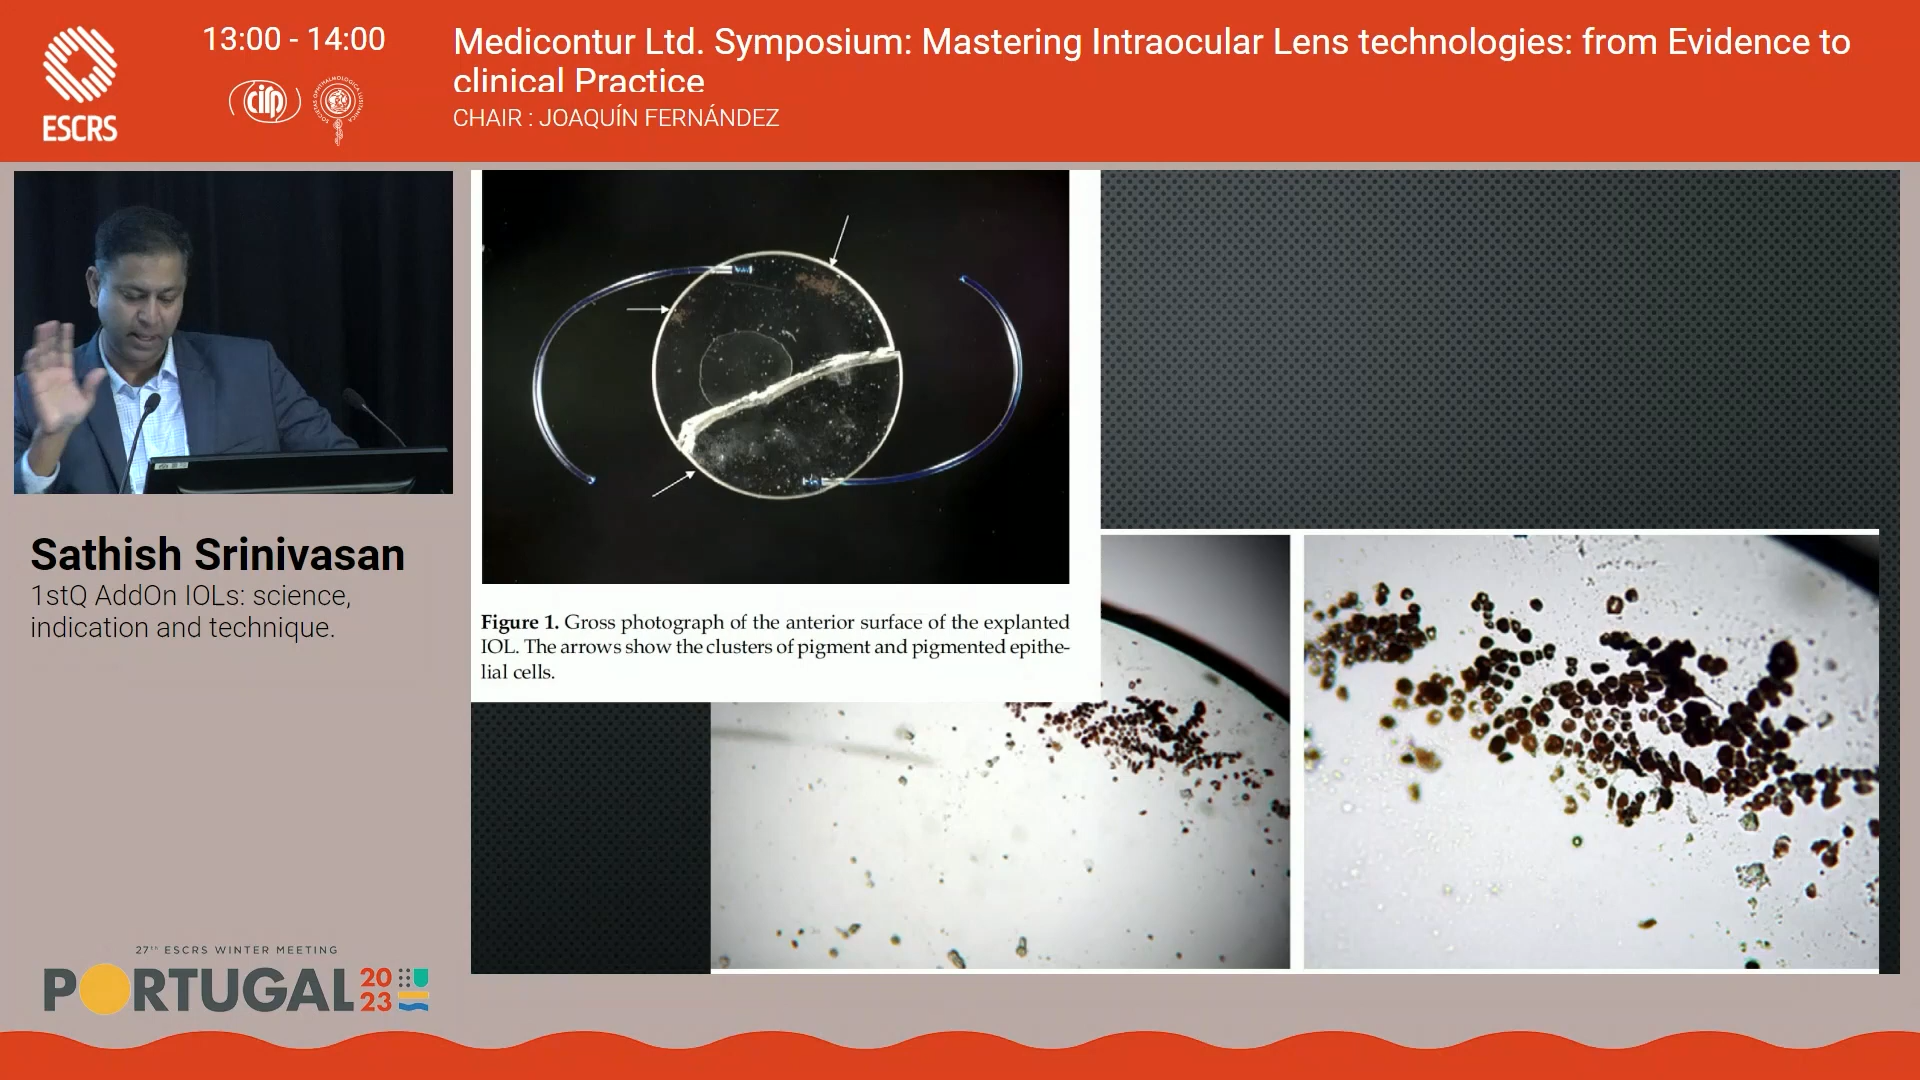 ESCRS
13:00 - 14:00
cirp
Medicontur Ltd. Symposium: Mastering Intraocular Lens technologies: from Evidence to
clinical Practice
CHAIR : JOAQUÍN FERNÁNDEZ
Sathish Srinivasan
1stQ AddOn IOLs: science,
indication and technique.
Figure 1. Gross photograph of the anterior surface of the explanted
IOL. The arrows show the clusters of pigment and pigmented epithe-
lial cells.
27TH ESCRS WINTER MEETING
PORTUGAL 20
23